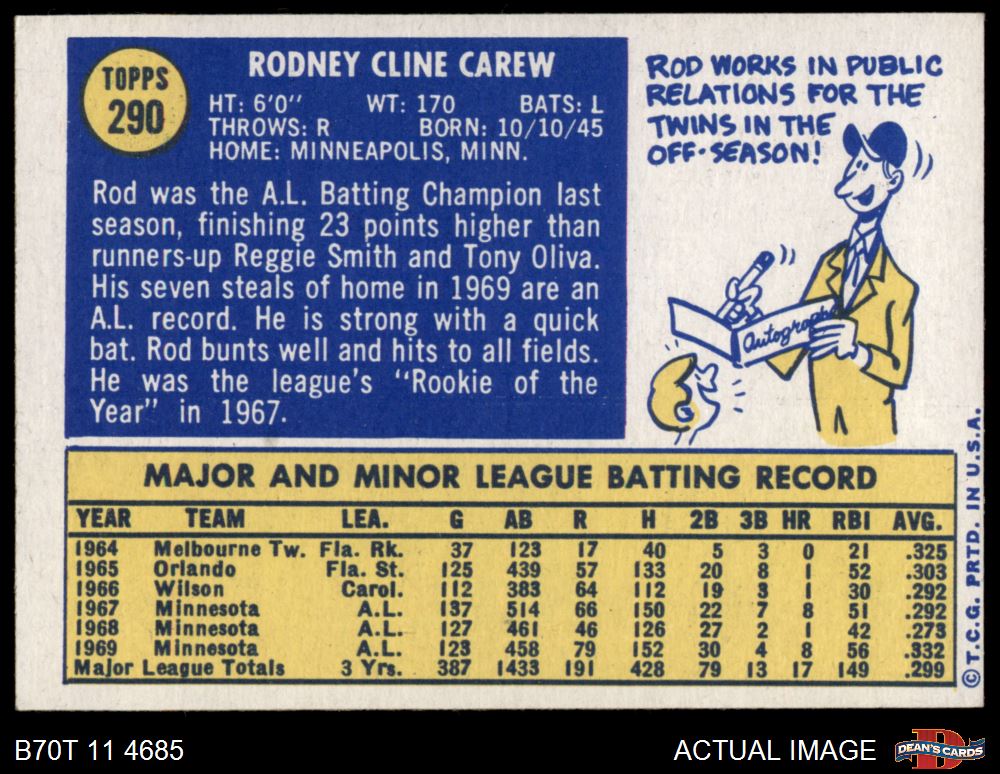 TOPPS
290
RODNEY CLINE CAREW
HT: 6'0" WT: 170 BATS: L
THROWS: R BORN: 10/10/45
HOME: MINNEAPOLIS, MINN.
Rod was the A.L. Batting Champion last
season, finishing 23 points higher than
runners-up Reggie Smith and Tony Oliva.
His seven steals of home in 1969 are an
A.L. record. He is strong with a quick
bat. Rod bunts well and hits to all fields.
He was the league's "Rookie of the
Year" in 1967.
ROD WORKS IN PUBLIC
RELATIONS FOR THE
TWINS IN THE
OFF-SEASON!
Autographs
MAJOR AND MINOR LEAGUE BATTING RECORD
YEAR TEAM LEA. G AB R H 2B 3B HR RBI AVG.
1964 Melbourne Tw. Fla. Rk. 37 123 17 40 5 3 0 21 .325
1965 Orlando Fla. St. 125 439 57 133 20 8 1 52 .303
1966 Wilson Carol. 112 383 64 112 19 3 1 30 .292
1967 Minnesota A.L. 137 514 66 150 22 7 8 51 .292
1968 Minnesota A.L. 127 461 46 126 27 2 1 42 .273
1969 Minnesota A.L. 123 458 79 152 30 4 8 56 .332
Major League Totals 3 Yrs. 387 1433 191 428 79 13 17 149 .299
© T.C.G. PRTD. IN U.S.A.
B70T 11 4685
ACTUAL IMAGE
DEAN'S CARDS